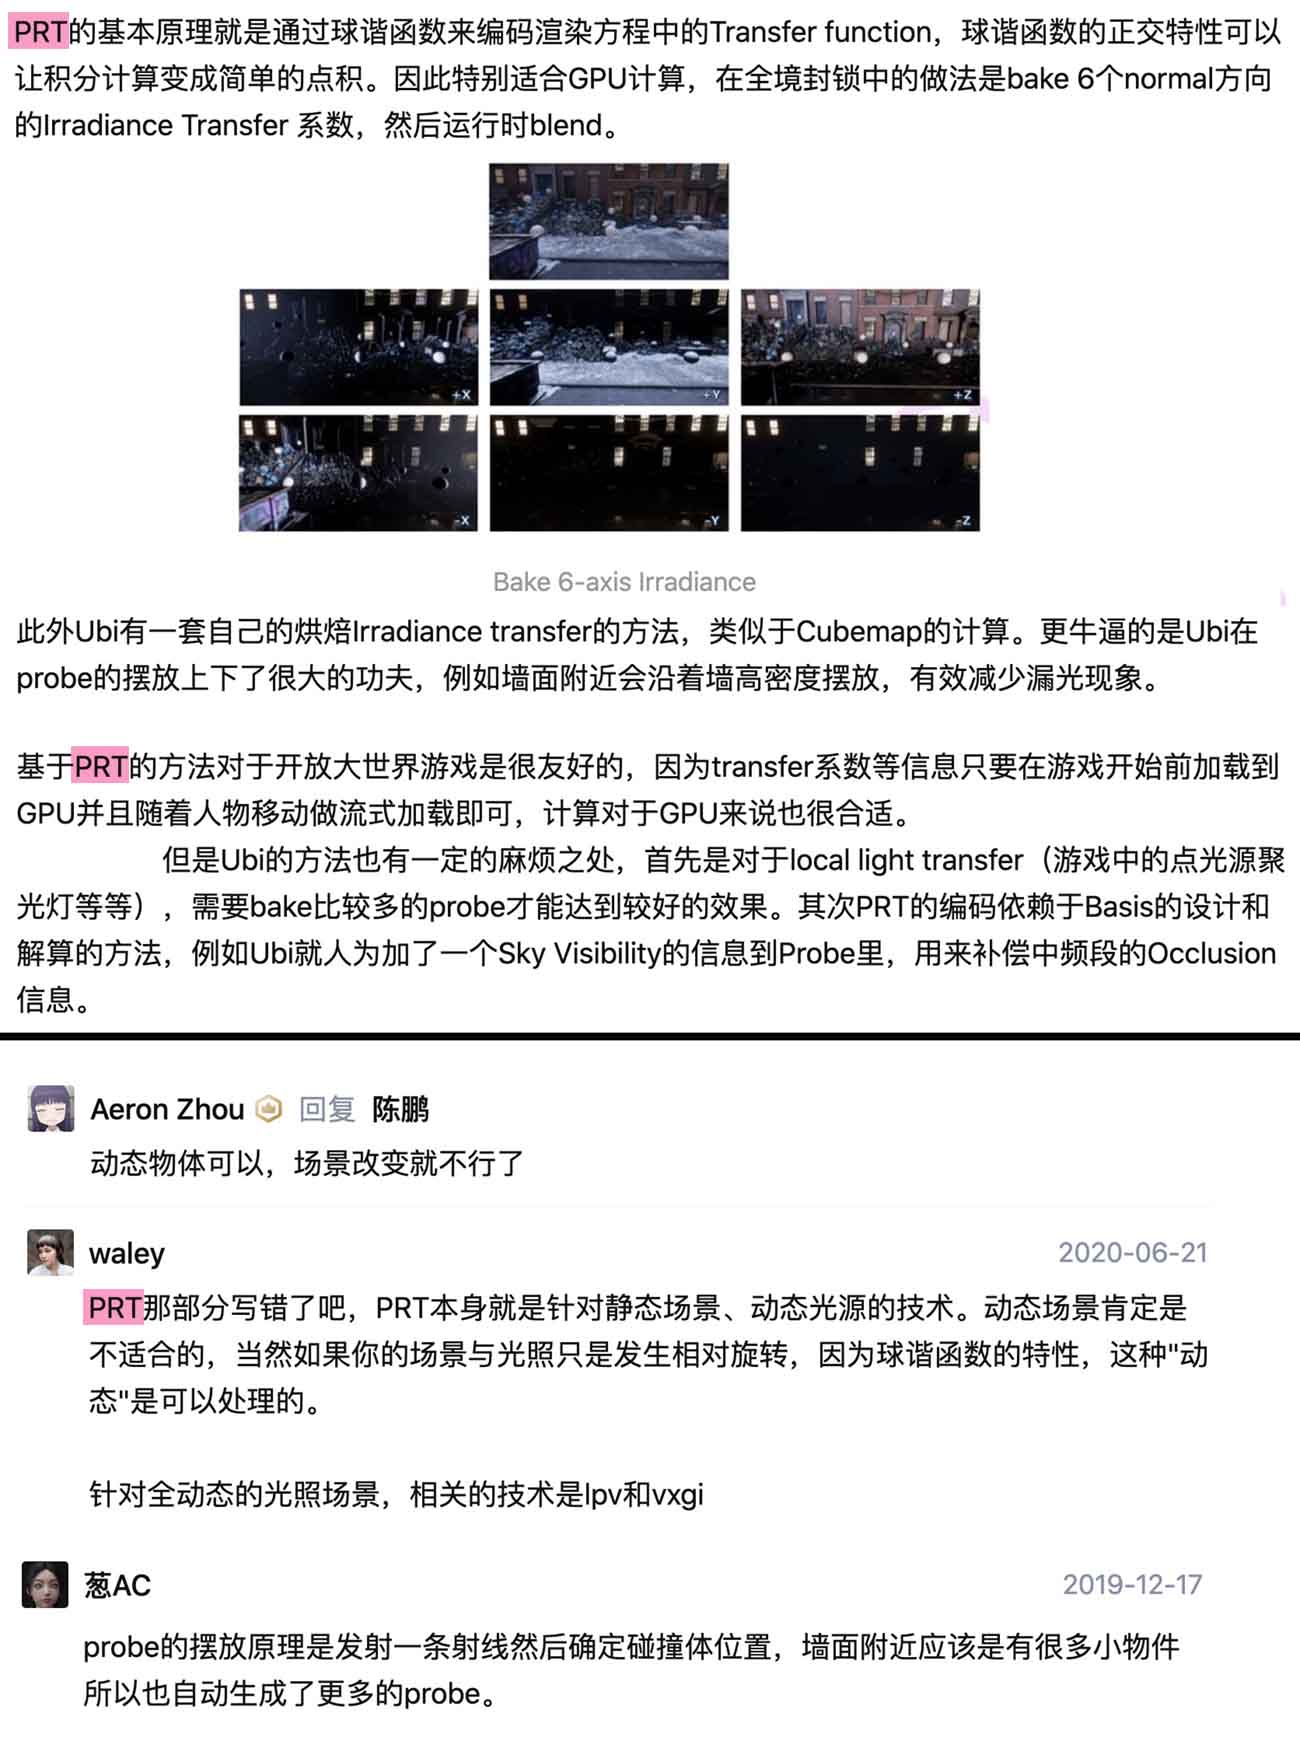 PRT的基本原理就是通过球谐函数来编码渲染方程中的Transfer function，球谐函数的正交特性可以
让积分计算变成简单的点积。因此特别适合GPU计算，在全境封锁中的做法是bake 6个normal方向
的Irradiance Transfer 系数，然后运行时blend。
+X
+Y
+Z
-X
-Y
-Z
Bake 6-axis Irradiance
此外Ubi有一套自己的烘焙Irradiance transfer的方法，类似于Cubemap的计算。更牛逼的是Ubi在
probe的摆放上下了很大的功夫，例如墙面附近会沿着墙高密度摆放，有效减少漏光现象。
基于PRT的方法对于开放大世界游戏是很友好的，因为transfer系数等信息只要在游戏开始前加载到
GPU并且随着人物移动做流式加载即可，计算对于GPU来说也很合适。
但是Ubi的方法也有一定的麻烦之处，首先是对于local light transfer（游戏中的点光源聚
光灯等等），需要bake比较多的probe才能达到较好的效果。其次PRT的编码依赖于Basis的设计和
解算的方法，例如Ubi就人为加了一个Sky Visibility的信息到Probe里，用来补偿中频段的Occlusion
信息。
Aeron Zhou 回复 陈鹏
动态物体可以，场景改变就不行了
waley 2020-06-21
PRT那部分写错了吧，PRT本身就是针对静态场景、动态光源的技术。动态场景肯定是
不适合的，当然如果你的场景与光照只是发生相对旋转，因为球谐函数的特性，这种"动
态"是可以处理的。
针对全动态的光照场景，相关的技术是lpv和vxgi
葱AC 2019-12-17
probe的摆放原理是发射一条射线然后确定碰撞体位置，墙面附近应该是有很多小物件
所以也自动生成了更多的probe。